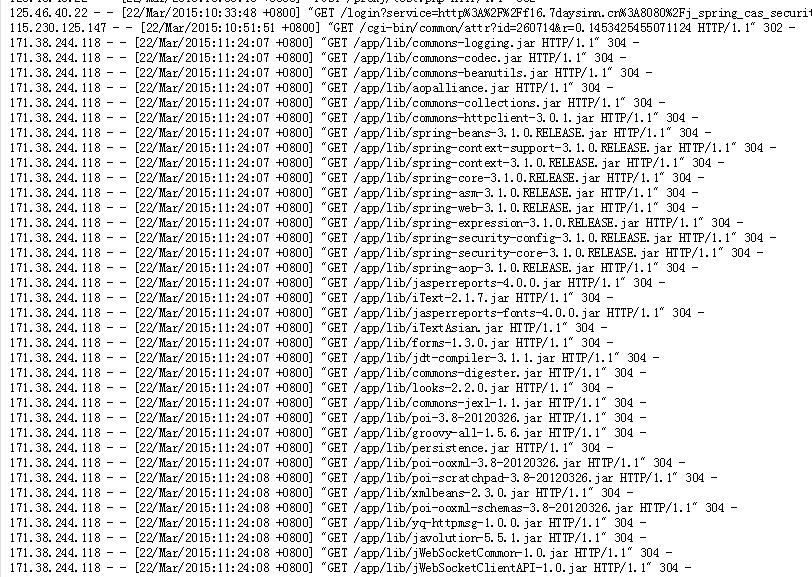 125.46.40.22 - - [22/Mar/2015:10:33:48 +0800] "GET /login?service=http%3A%2F%2Ff16.7daysinn.cn%3A8080%2Fj_spring_cas_securit
115.230.125.147 - - [22/Mar/2015:10:51:51 +0800] "GET /cgi-bin/common/attr?id=260714&r=0.1453425455071124 HTTP/1.1" 302 -
171.38.244.118 - - [22/Mar/2015:11:24:07 +0800] "GET /app/lib/commons-logging.jar HTTP/1.1" 304 -
171.38.244.118 - - [22/Mar/2015:11:24:07 +0800] "GET /app/lib/commons-codec.jar HTTP/1.1" 304 -
171.38.244.118 - - [22/Mar/2015:11:24:07 +0800] "GET /app/lib/commons-beanutils.jar HTTP/1.1" 304 -
171.38.244.118 - - [22/Mar/2015:11:24:07 +0800] "GET /app/lib/aopalliance.jar HTTP/1.1" 304 -
171.38.244.118 - - [22/Mar/2015:11:24:07 +0800] "GET /app/lib/commons-collections.jar HTTP/1.1" 304 -
171.38.244.118 - - [22/Mar/2015:11:24:07 +0800] "GET /app/lib/commons-httpclient-3.0.1.jar HTTP/1.1" 304 -
171.38.244.118 - - [22/Mar/2015:11:24:07 +0800] "GET /app/lib/spring-beans-3.1.0.RELEASE.jar HTTP/1.1" 304 -
171.38.244.118 - - [22/Mar/2015:11:24:07 +0800] "GET /app/lib/spring-context-support-3.1.0.RELEASE.jar HTTP/1.1" 304 -
171.38.244.118 - - [22/Mar/2015:11:24:07 +0800] "GET /app/lib/spring-context-3.1.0.RELEASE.jar HTTP/1.1" 304 -
171.38.244.118 - - [22/Mar/2015:11:24:07 +0800] "GET /app/lib/spring-core-3.1.0.RELEASE.jar HTTP/1.1" 304 -
171.38.244.118 - - [22/Mar/2015:11:24:07 +0800] "GET /app/lib/spring-asm-3.1.0.RELEASE.jar HTTP/1.1" 304 -
171.38.244.118 - - [22/Mar/2015:11:24:07 +0800] "GET /app/lib/spring-web-3.1.0.RELEASE.jar HTTP/1.1" 304 -
171.38.244.118 - - [22/Mar/2015:11:24:07 +0800] "GET /app/lib/spring-expression-3.1.0.RELEASE.jar HTTP/1.1" 304 -
171.38.244.118 - - [22/Mar/2015:11:24:07 +0800] "GET /app/lib/spring-security-config-3.1.0.RELEASE.jar HTTP/1.1" 304 -
171.38.244.118 - - [22/Mar/2015:11:24:07 +0800] "GET /app/lib/spring-security-core-3.1.0.RELEASE.jar HTTP/1.1" 304 -
171.38.244.118 - - [22/Mar/2015:11:24:07 +0800] "GET /app/lib/spring-aop-3.1.0.RELEASE.jar HTTP/1.1" 304 -
171.38.244.118 - - [22/Mar/2015:11:24:07 +0800] "GET /app/lib/jasperreports-4.0.0.jar HTTP/1.1" 304 -
171.38.244.118 - - [22/Mar/2015:11:24:07 +0800] "GET /app/lib/iText-2.1.7.jar HTTP/1.1" 304 -
171.38.244.118 - - [22/Mar/2015:11:24:07 +0800] "GET /app/lib/jasperreports-fonts-4.0.0.jar HTTP/1.1" 304 -
171.38.244.118 - - [22/Mar/2015:11:24:07 +0800] "GET /app/lib/iTextAsian.jar HTTP/1.1" 304 -
171.38.244.118 - - [22/Mar/2015:11:24:07 +0800] "GET /app/lib/forms-1.3.0.jar HTTP/1.1" 304 -
171.38.244.118 - - [22/Mar/2015:11:24:07 +0800] "GET /app/lib/jdt-compiler-3.1.1.jar HTTP/1.1" 304 -
171.38.244.118 - - [22/Mar/2015:11:24:07 +0800] "GET /app/lib/commons-digester.jar HTTP/1.1" 304 -
171.38.244.118 - - [22/Mar/2015:11:24:07 +0800] "GET /app/lib/looks-2.2.0.jar HTTP/1.1" 304 -
171.38.244.118 - - [22/Mar/2015:11:24:07 +0800] "GET /app/lib/commons-jexl-1.1.jar HTTP/1.1" 304 -
171.38.244.118 - - [22/Mar/2015:11:24:07 +0800] "GET /app/lib/poi-3.8-20120326.jar HTTP/1.1" 304 -
171.38.244.118 - - [22/Mar/2015:11:24:07 +0800] "GET /app/lib/groovy-all-1.5.6.jar HTTP/1.1" 304 -
171.38.244.118 - - [22/Mar/2015:11:24:07 +0800] "GET /app/lib/persistence.jar HTTP/1.1" 304 -
171.38.244.118 - - [22/Mar/2015:11:24:08 +0800] "GET /app/lib/poi-ooxml-3.8-20120326.jar HTTP/1.1" 304 -
171.38.244.118 - - [22/Mar/2015:11:24:08 +0800] "GET /app/lib/poi-scratchpad-3.8-20120326.jar HTTP/1.1" 304 -
171.38.244.118 - - [22/Mar/2015:11:24:08 +0800] "GET /app/lib/xmlbeans-2.3.0.jar HTTP/1.1" 304 -
171.38.244.118 - - [22/Mar/2015:11:24:08 +0800] "GET /app/lib/poi-ooxml-schemas-3.8-20120326.jar HTTP/1.1" 304 -
171.38.244.118 - - [22/Mar/2015:11:24:08 +0800] "GET /app/lib/yq-httpmsg-1.0.0.jar HTTP/1.1" 304 -
171.38.244.118 - - [22/Mar/2015:11:24:08 +0800] "GET /app/lib/javolution-5.5.1.jar HTTP/1.1" 304 -
171.38.244.118 - - [22/Mar/2015:11:24:08 +0800] "GET /app/lib/jWebSocketCommon-1.0.jar HTTP/1.1" 304 -
171.38.244.118 - - [22/Mar/2015:11:24:08 +0800] "GET /app/lib/jWebSocketClientAPI-1.0.jar HTTP/1.1" 304 -